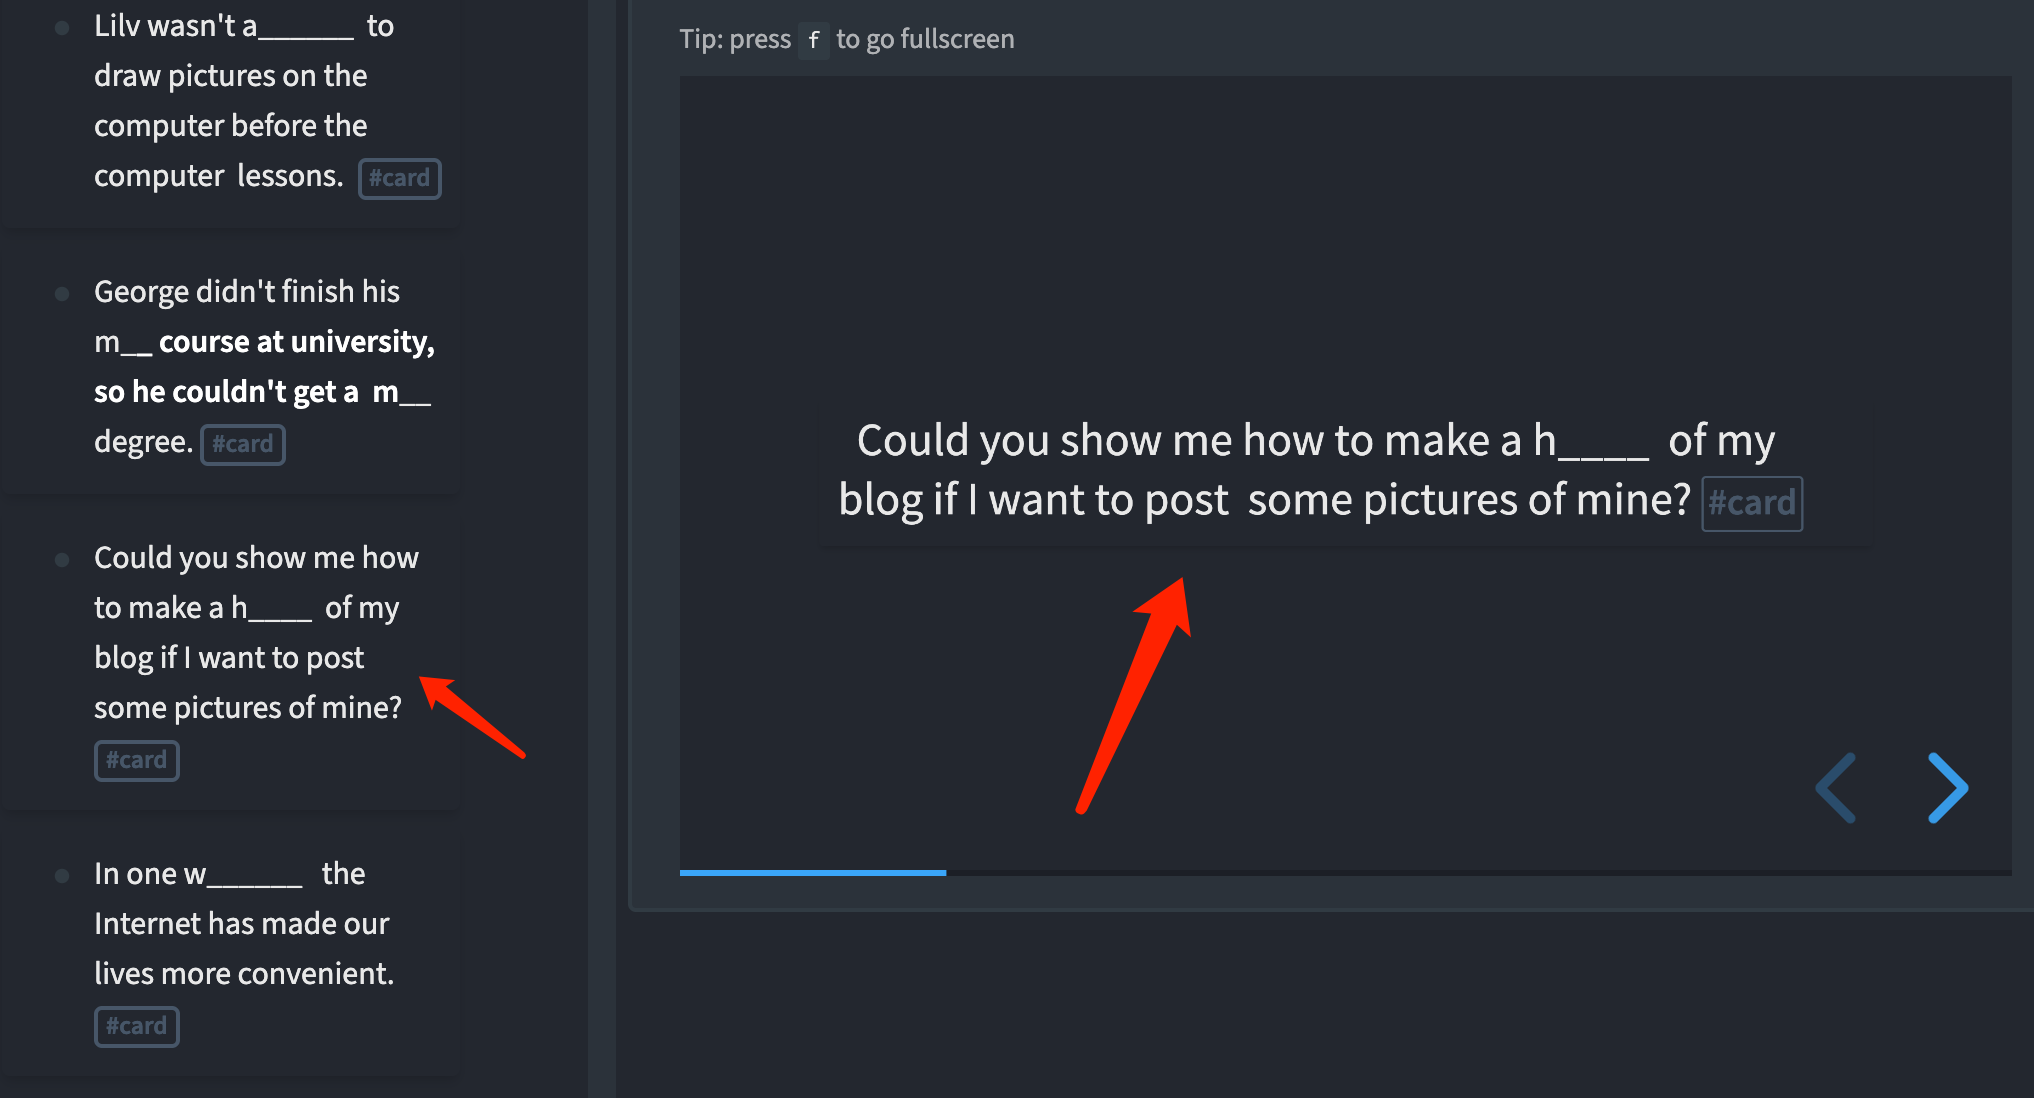 Lilv wasn't a______ to
draw pictures on the
computer before the
computer lessons. #card
George didn't finish his
m__ course at university,
so he couldn't get a m__
degree. #card
Could you show me how
to make a h____ of my
blog if I want to post
some pictures of mine?
#card
In one w______ the
Internet has made our
lives more convenient.
#card
Tip: press f to go fullscreen
Could you show me how to make a h____ of my
blog if I want to post some pictures of mine? #card